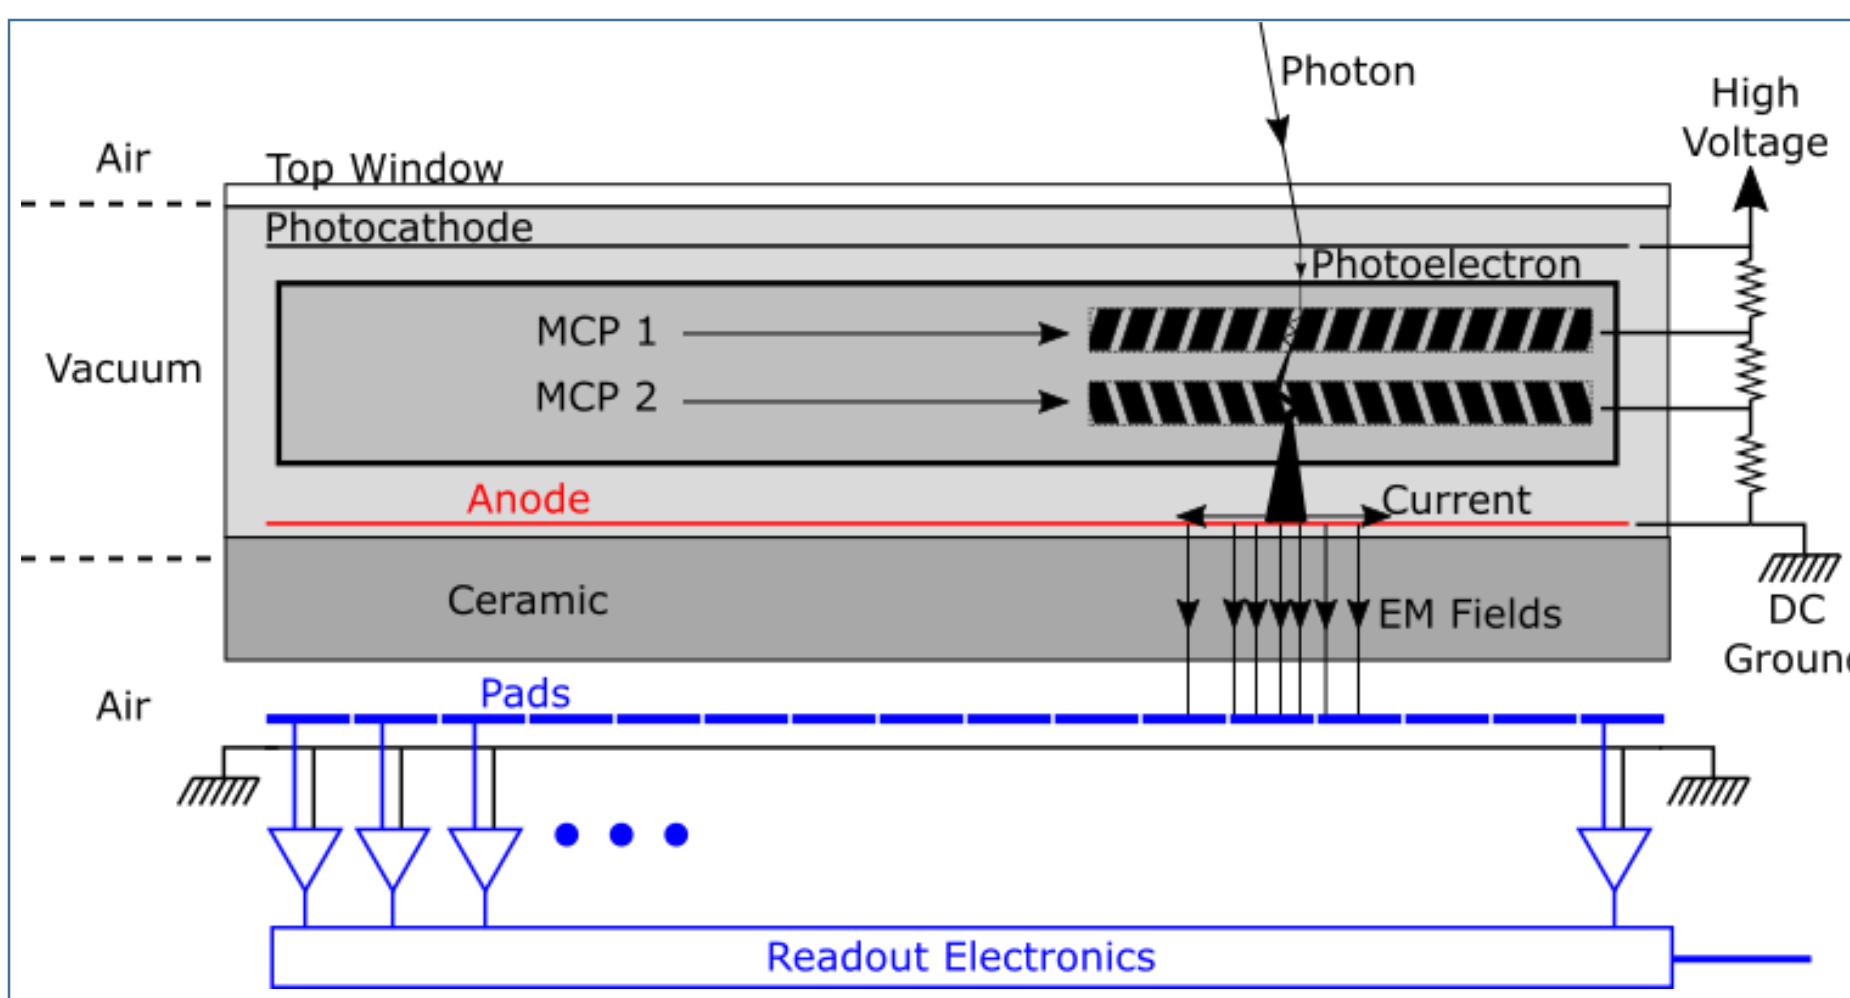 Photon
High
Voltage
Air
Top Window
Photocathode
Photoelectron
MCP 1
Vacuum
MCP 2
Anode
Current
Ceramic
EM Fields
DC
Groun
Pads
Air
Readout Electronics